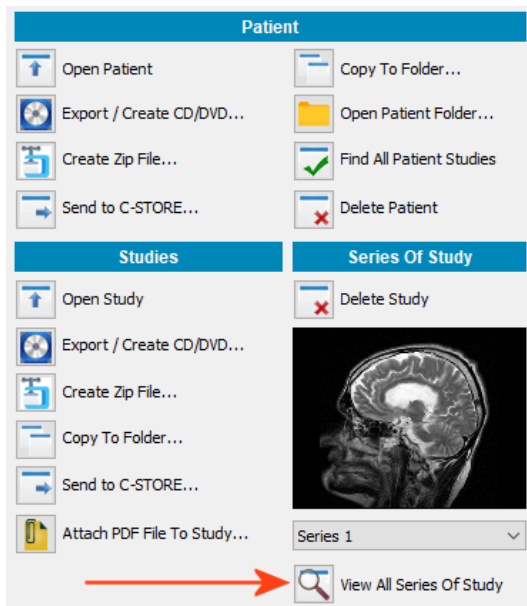 Patient
Open Patient
Copy To Folder...
Export / Create CD/DVD...
Open Patient Folder...
Create Zip File...
Find All Patient Studies
Send to C-STORE...
Delete Patient
Studies
Series Of Study
Open Study
Delete Study
Export / Create CD/DVD...
Create Zip File...
Copy To Folder...
Send to C-STORE...
Attach PDF File To Study...
Series 1
View All Series Of Study